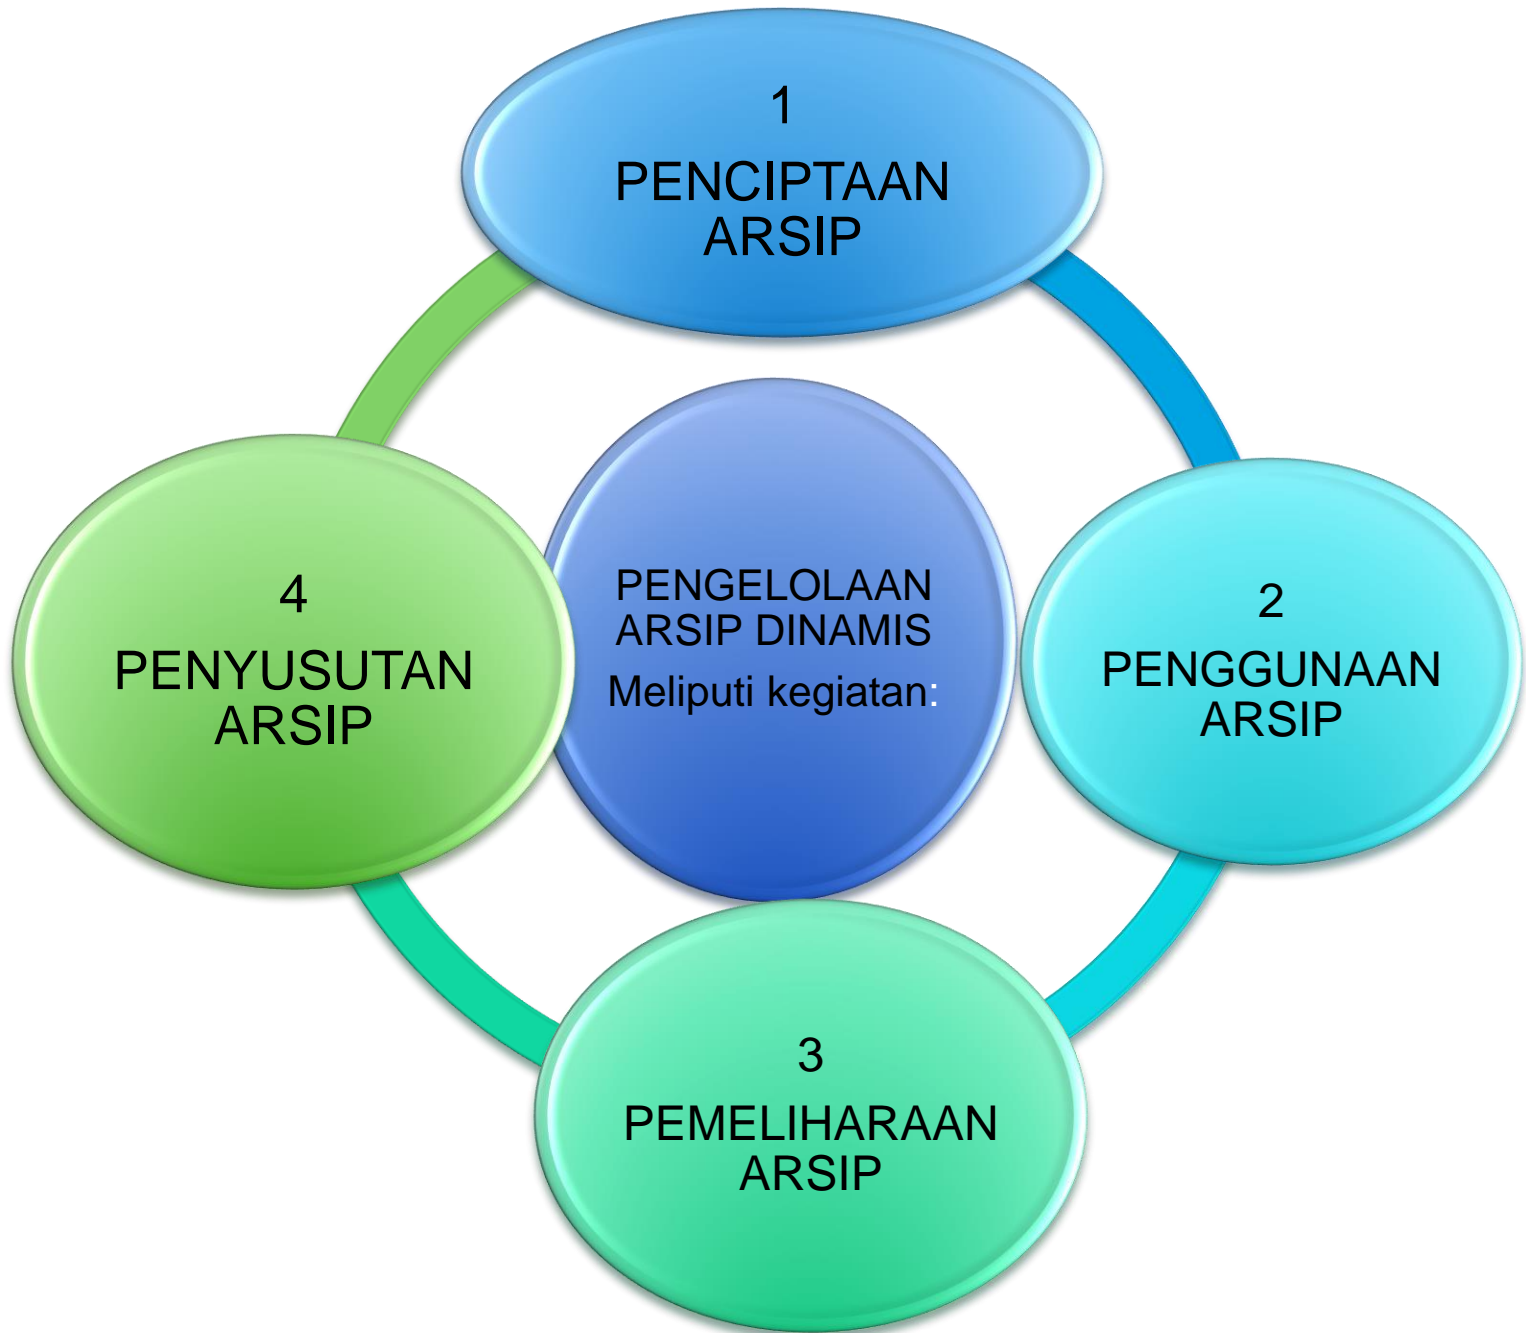 1
PENCIPTAAN
ARSIP
PENGELOLAAN
ARSIP DINAMIS
Meliputi kegiatan:
2
PENGGUNAAN
ARSIP
3
PEMELIHARAAN
ARSIP
4
PENYUSUTAN
ARSIP